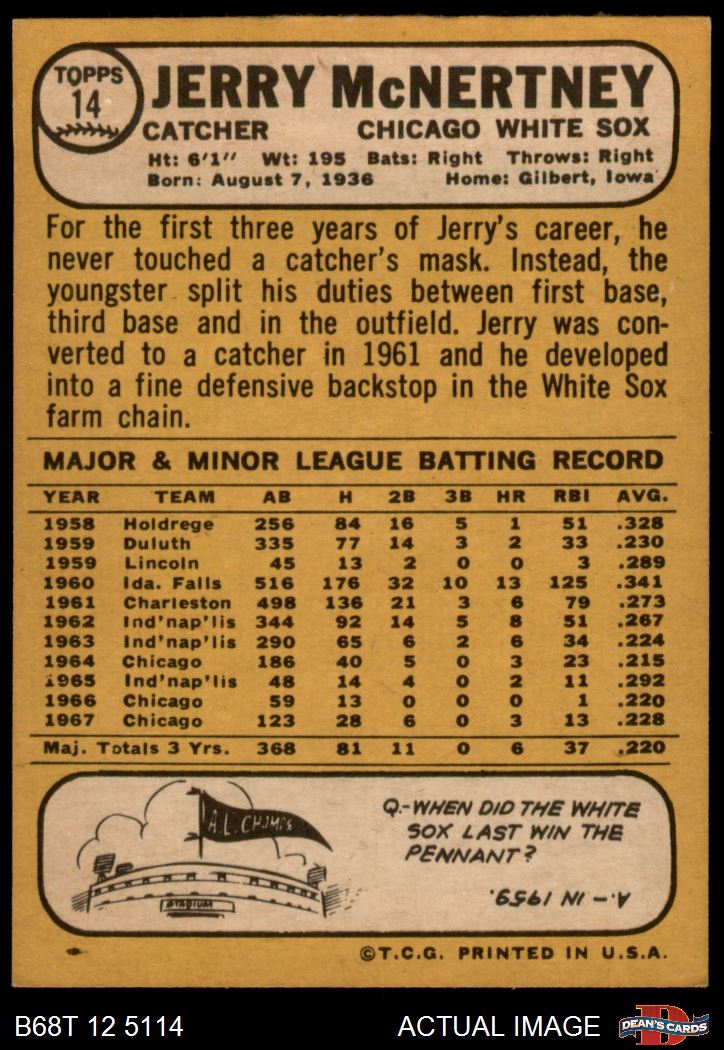 TOPPS
14
JERRY McNERTNEY
CATCHER CHICAGO WHITE SOX
Ht: 6'1" Wt: 195 Bats: Right Throws: Right
Born: August 7, 1936 Home: Gilbert, Iowa
For the first three years of Jerry's career, he
never touched a catcher's mask. Instead, the
youngster split his duties between first base,
third base and in the outfield. Jerry was con-
verted to a catcher in 1961 and he developed
into a fine defensive backstop in the White Sox
farm chain.
MAJOR & MINOR LEAGUE BATTING RECORD
YEAR TEAM AB H 2B 3B HR RBI AVG.
1958 Holdrege 256 84 16 5 1 51 .328
1959 Duluth 335 77 14 3 2 33 .230
1959 Lincoln 45 13 2 0 0 3 .289
1960 Ida. Falls 516 176 32 10 13 125 .341
1961 Charleston 498 136 21 3 6 79 .273
1962 Ind'nap'lis 344 92 14 5 8 51 .267
1963 Ind'nap'lis 290 65 6 2 6 34 .224
1964 Chicago 186 40 5 0 3 23 .215
1965 Ind'nap'lis 48 14 4 0 2 11 .292
1966 Chicago 59 13 0 0 0 1 .220
1967 Chicago 123 28 6 0 3 13 .228
Maj. Totals 3 Yrs. 368 81 11 0 6 37 .220
A.L. CHAMPS
STADIUM
Q.-WHEN DID THE WHITE
SOX LAST WIN THE
PENNANT?
A.-IN 1959.
©T.C.G. PRINTED IN U.S.A.
B68T 12 5114 ACTUAL IMAGE
D
DEAN'S CARDS